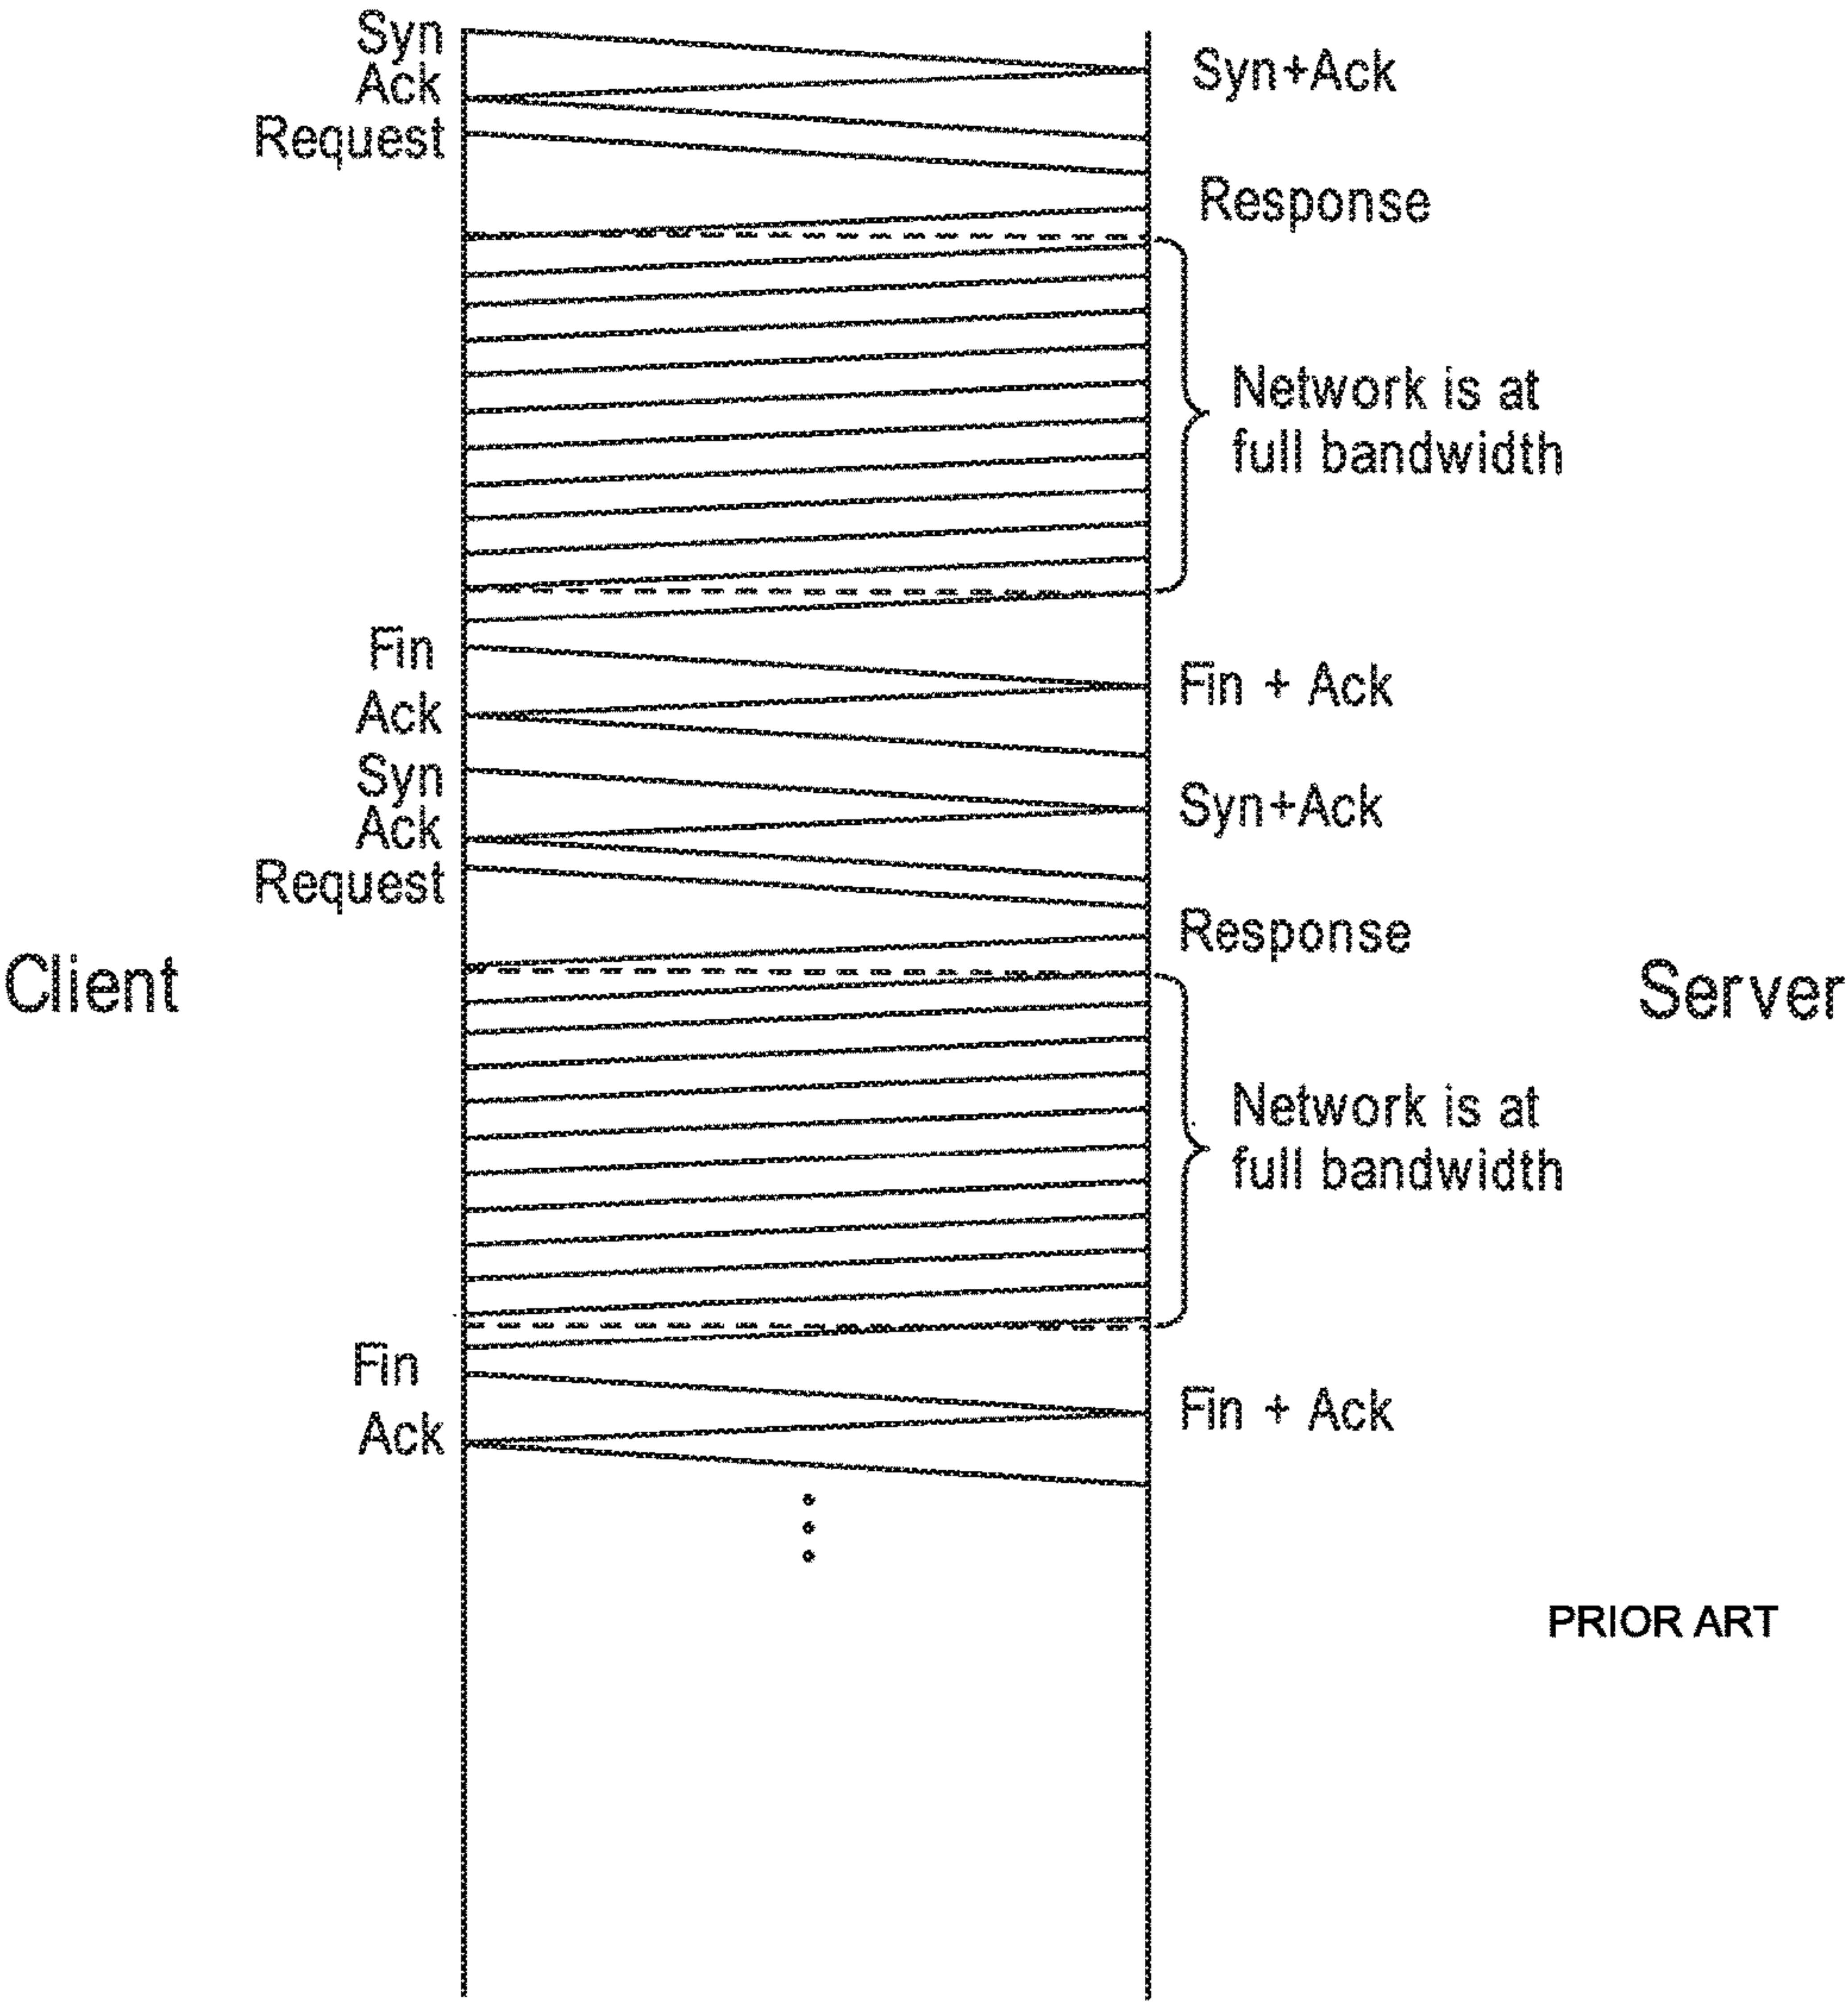 Syn
Syn+Ack
Ack
Request
Response
Network is at
full bandwidth
Fin
Fin + Ack
Ack
Syn
Syn+Ack
Ack
Request
Response
Client
Server
Network is at
full bandwidth
Fin
Fin + Ack
Ack
PRIOR ART